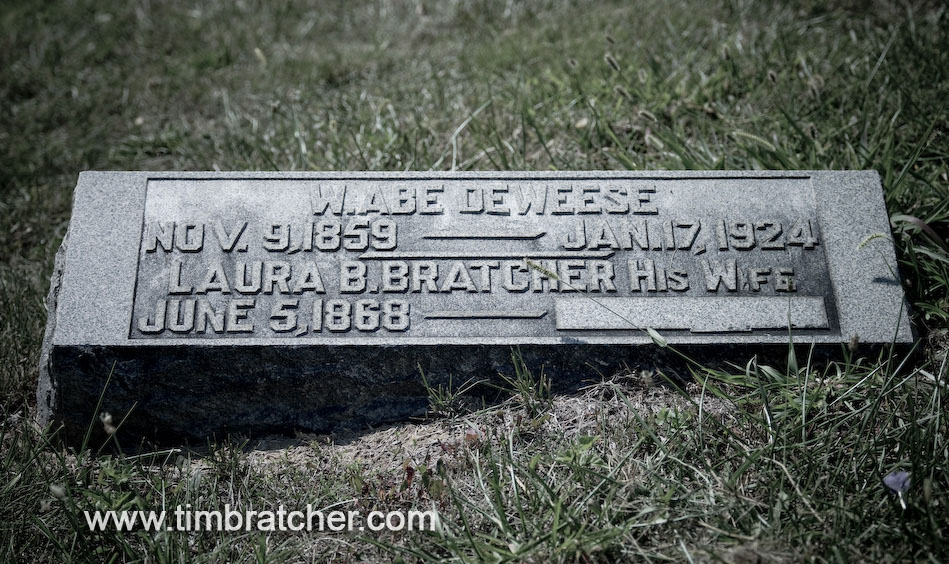 W. ABE DEWEESE
NOV. 9, 1859 — JAN. 17, 1924
LAURA B. BRATCHER HIS WIFE
JUNE 5, 1868 —
www.timbratcher.com